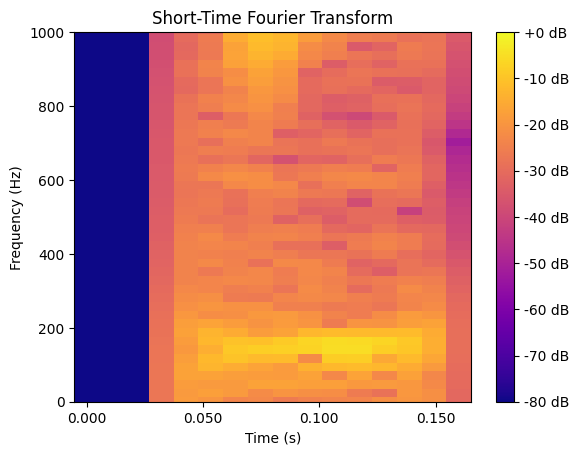 Short-Time Fourier Transform
1000
800
600
400
200
0
Frequency (Hz)
0.000
0.050
0.100
0.150
Time (s)
+0 dB
-10 dB
-20 dB
-30 dB
-40 dB
-50 dB
-60 dB
-70 dB
-80 dB